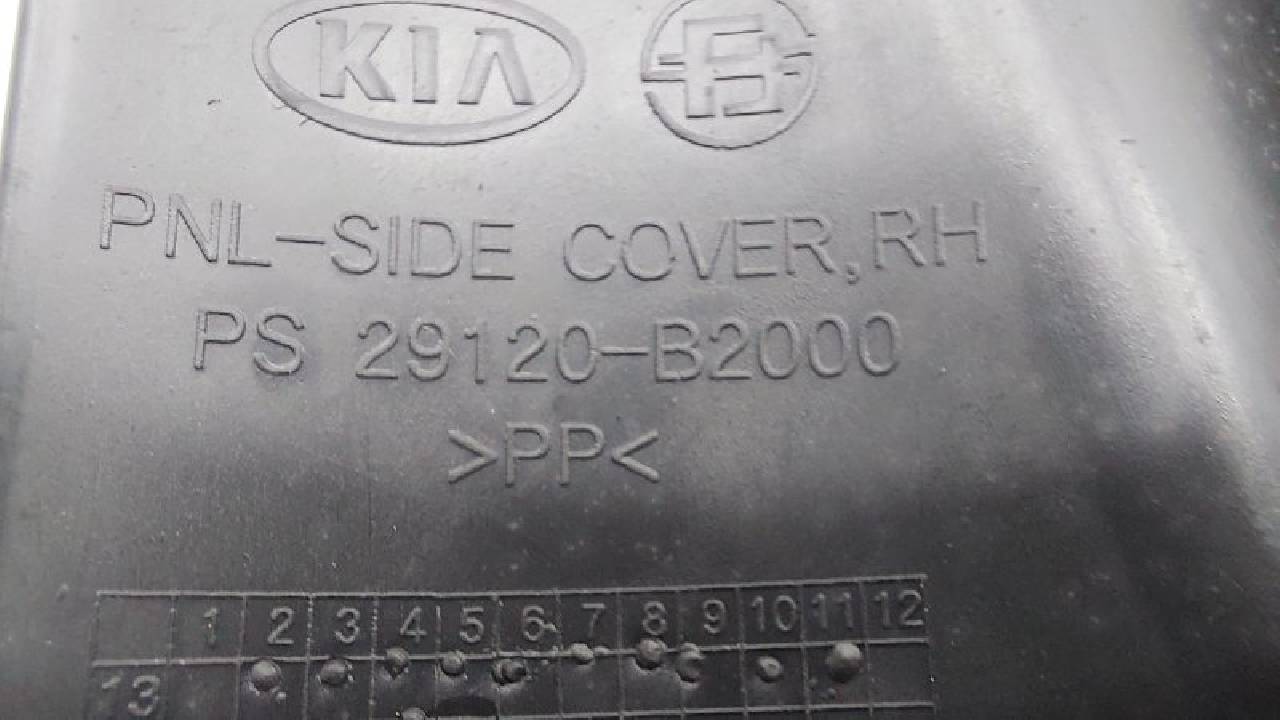 KIA
PNL-SIDE COVER,RH
PS 29120-B2000
>PP<
1 2 3 4 5 6 7 8 9 10 11 12
13